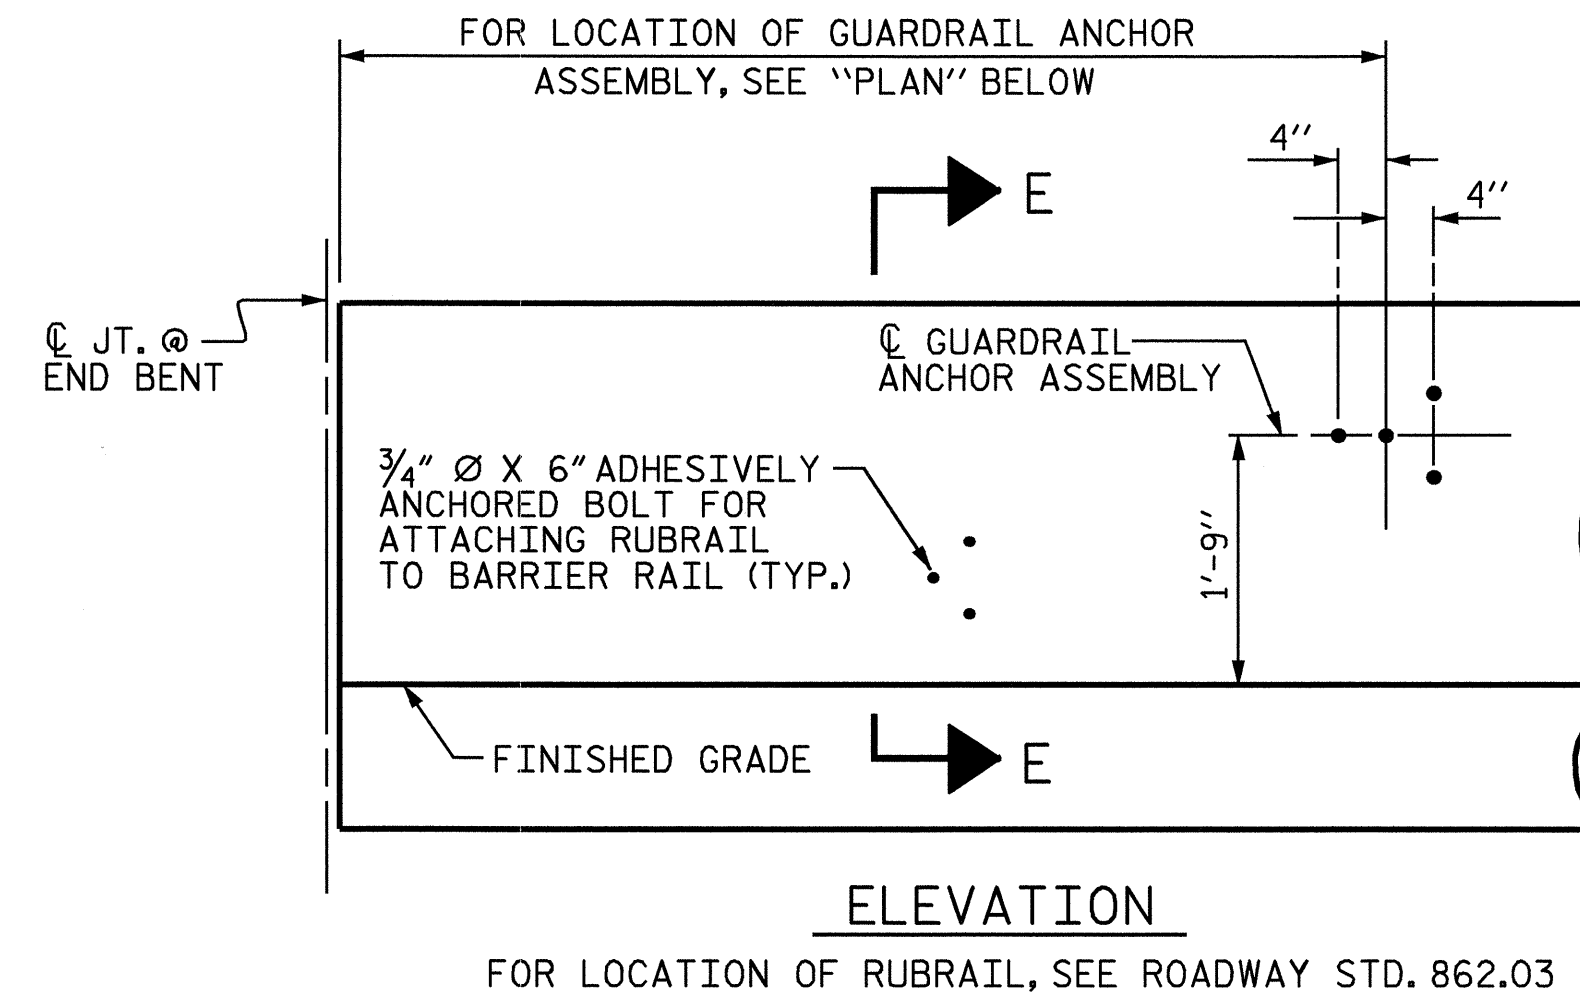 FOR LOCATION OF GUARDRAIL ANCHOR
ASSEMBLY, SEE "PLAN" BELOW
4"
4"
E
℄ JT. @
END BENT
℄ GUARDRAIL
ANCHOR ASSEMBLY
3/4" Ø X 6" ADHESIVELY
ANCHORED BOLT FOR
ATTACHING RUBRAIL
TO BARRIER RAIL (TYP.)
1'-9"
FINISHED GRADE
E
ELEVATION
FOR LOCATION OF RUBRAIL, SEE ROADWAY STD. 862.03